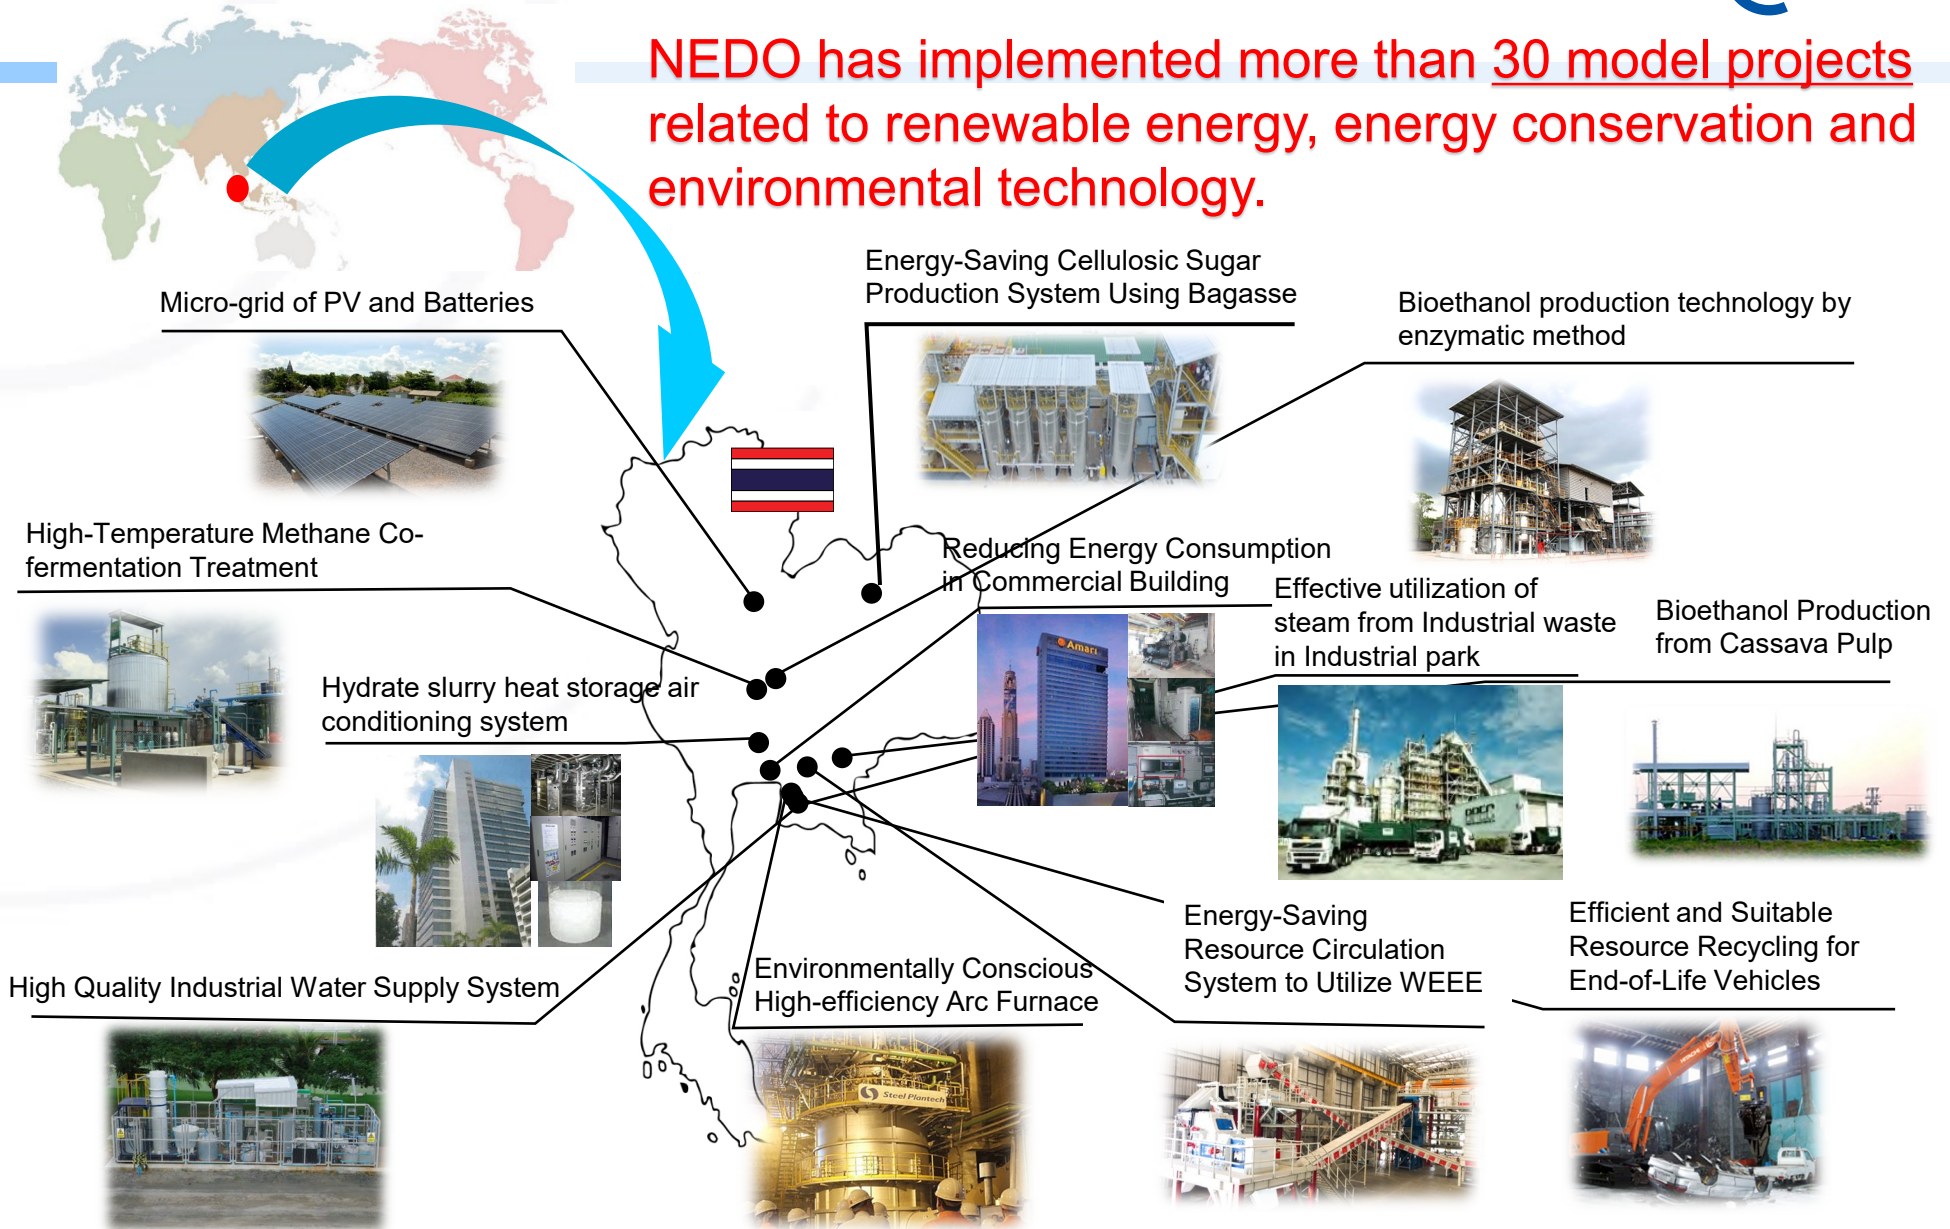 NEDO has implemented more than 30 model projects
related to renewable energy, energy conservation and
environmental technology.
Energy-Saving Cellulosic Sugar
Production System Using Bagasse
Micro-grid of PV and Batteries
Bioethanol production technology by
enzymatic method
High-Temperature Methane Co-
fermentation Treatment
Reducing Energy Consumption
in Commercial Building
Effective utilization of
steam from Industrial waste
in Industrial park
Bioethanol Production
from Cassava Pulp
Amari
Hydrate slurry heat storage air
conditioning system
Energy-Saving
Resource Circulation
System to Utilize WEEE
Efficient and Suitable
Resource Recycling for
End-of-Life Vehicles
High Quality Industrial Water Supply System
Environmentally Conscious
High-efficiency Arc Furnace
Steel Plantech
HITACHI